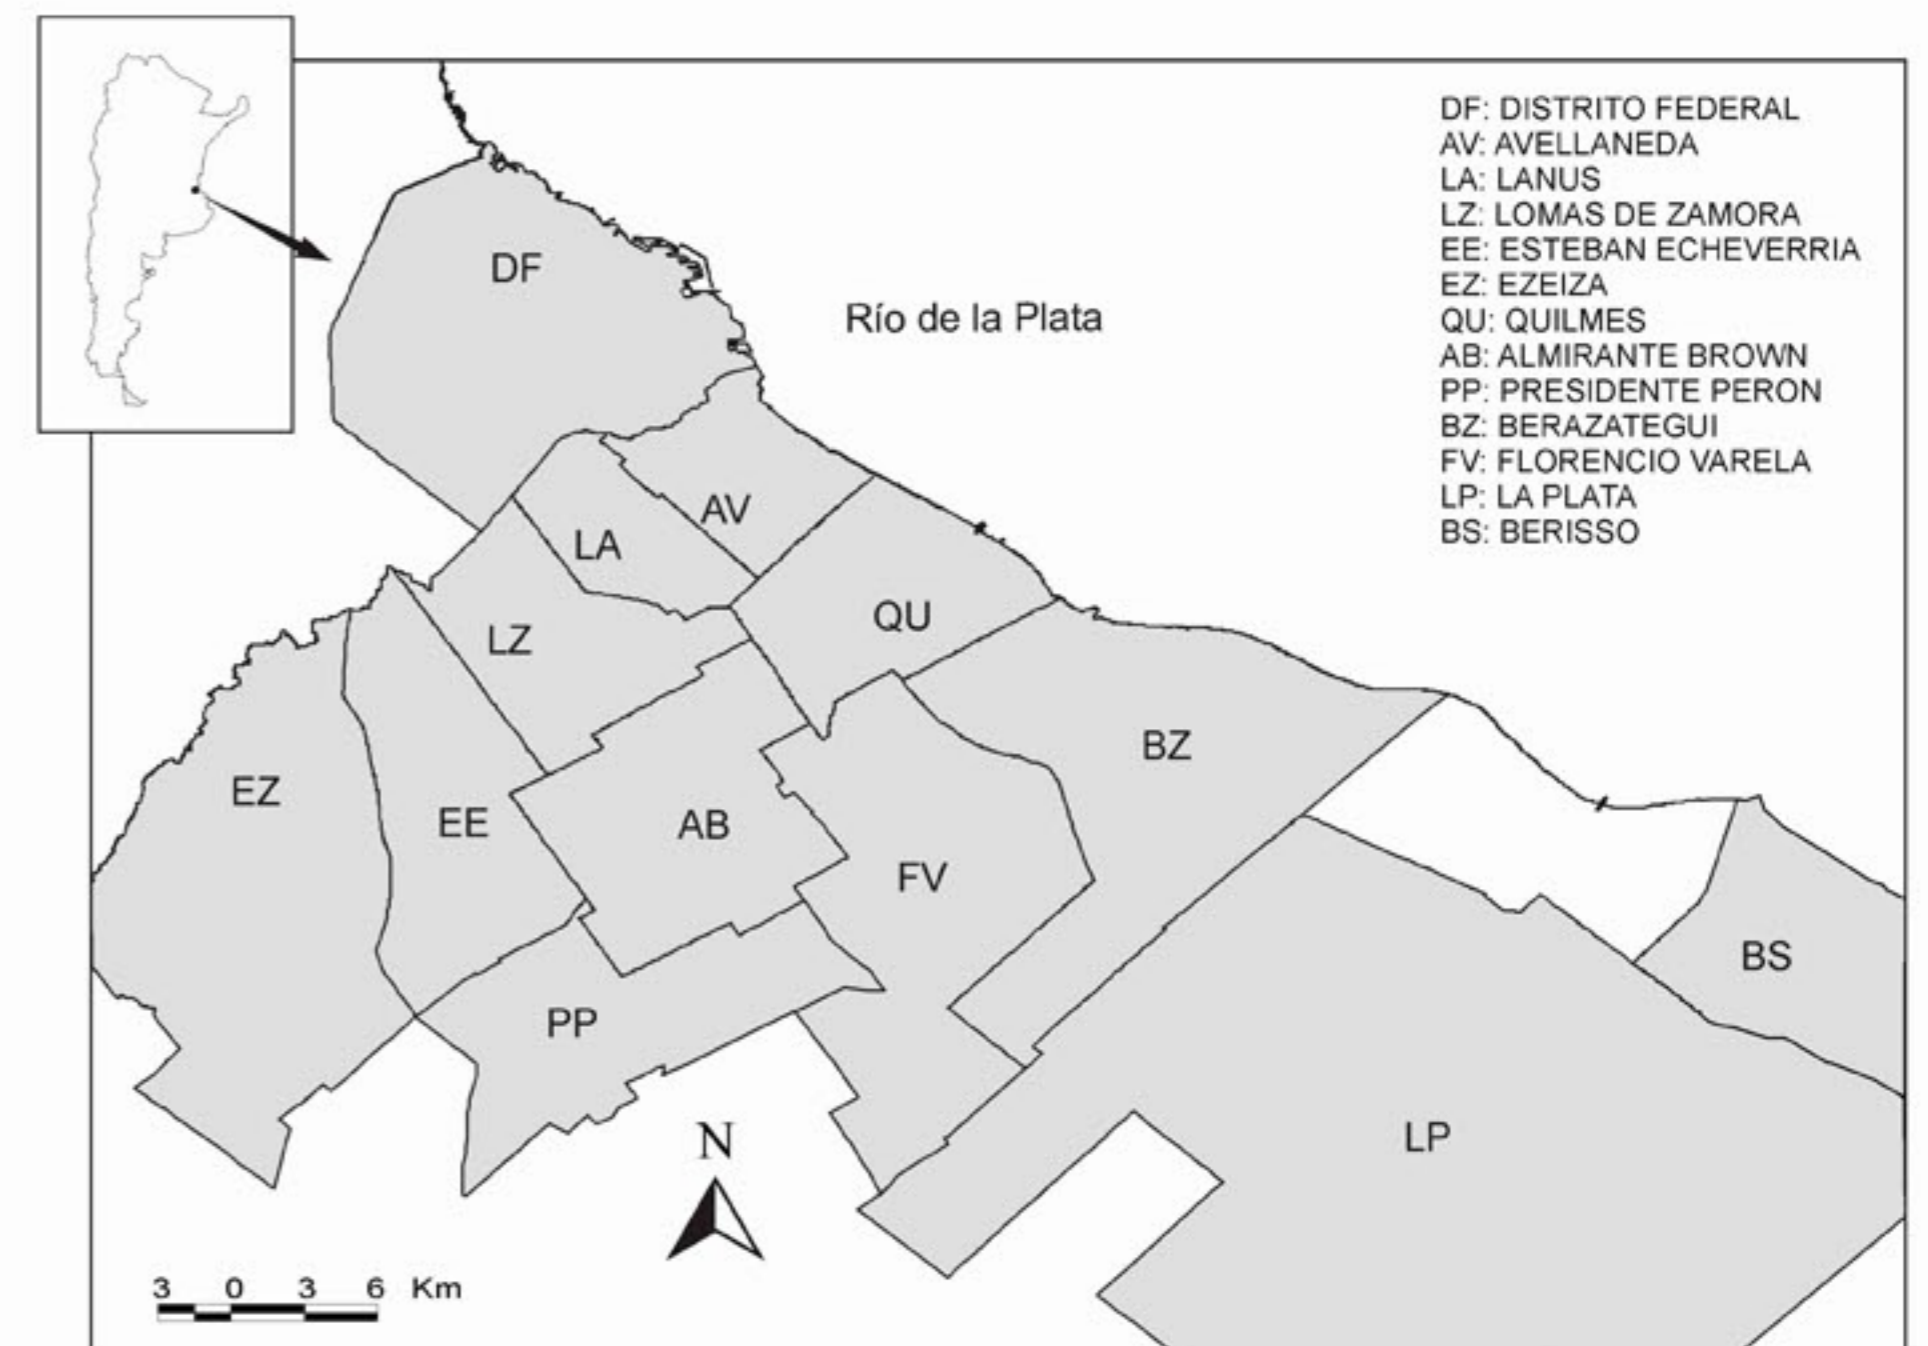 DF: DISTRITO FEDERAL
AV: AVELLANEDA
LA: LANUS
LZ: LOMAS DE ZAMORA
EE: ESTEBAN ECHEVERRIA
EZ: EZEIZA
QU: QUILMES
AB: ALMIRANTE BROWN
PP: PRESIDENTE PERON
BZ: BERAZATEGUI
FV: FLORENCIO VARELA
LP: LA PLATA
BS: BERISSO
DF
Río de la Plata
AV
LA
QU
LZ
BZ
EZ
EE
AB
FV
BS
PP
LP
N
3 0 3 6 Km